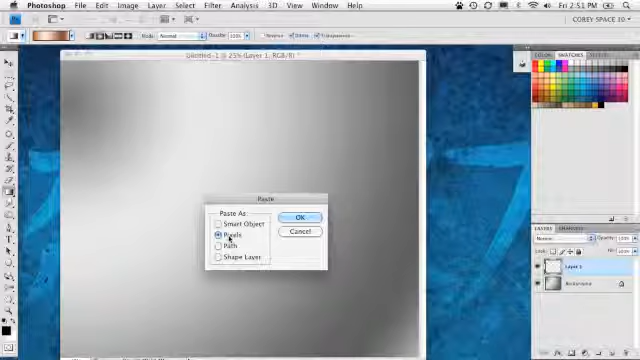 Photoshop File Edit Image Layer Select Filter Analysis 3D View Window Help
Fri 2:51 PM
COREY SPACE 3D
Mode: Normal Opacity: 100% Reverse Dither Transparency
Untitled-1 @ 25% (Layer 1, RGB/8) *
COLOR SWATCHES
Paste
Paste As:
Smart Object
OK
Pixels
Cancel
Path
Shape Layer
LAYERS CHANNELS
Normal Opacity: 100%
Lock: Fill: 100%
Layer 1
Background